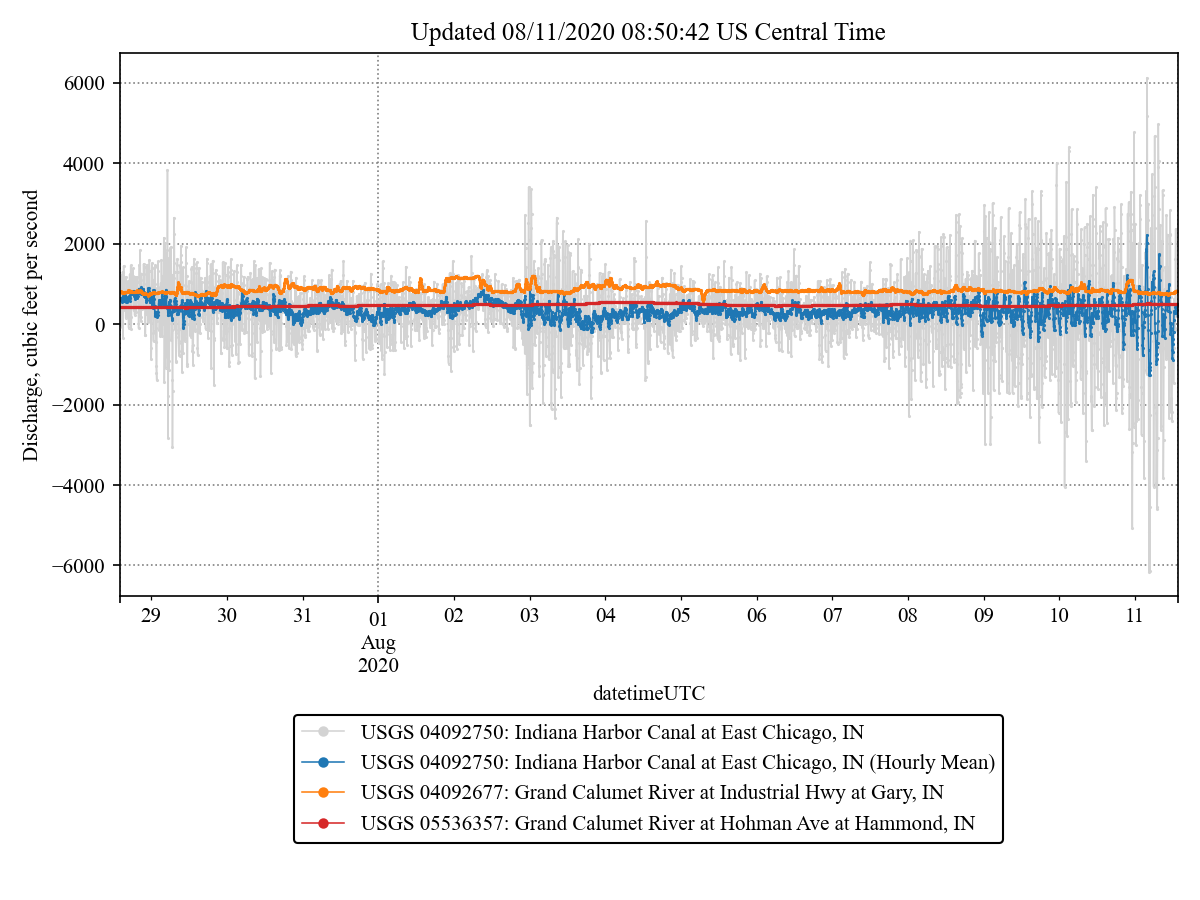 Updated 08/11/2020 08:50:42 US Central Time
Discharge, cubic feet per second
6000
4000
2000
0
−2000
−4000
−6000
29 30 31 01 02 03 04 05 06 07 08 09 10 11
Aug
2020
datetimeUTC
USGS 04092750: Indiana Harbor Canal at East Chicago, IN
USGS 04092750: Indiana Harbor Canal at East Chicago, IN (Hourly Mean)
USGS 04092677: Grand Calumet River at Industrial Hwy at Gary, IN
USGS 05536357: Grand Calumet River at Hohman Ave at Hammond, IN